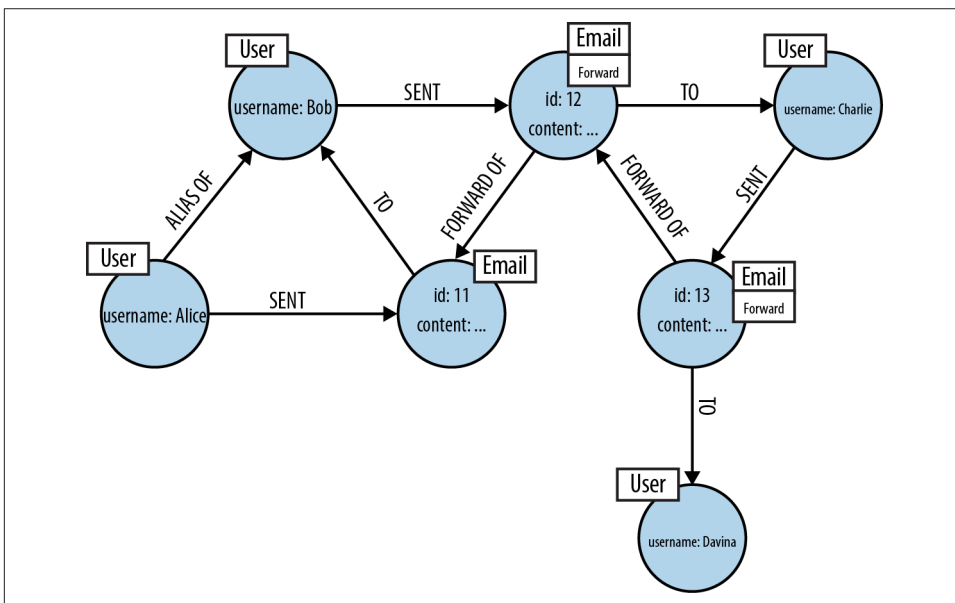 User
username: Bob
SENT
Email
Forward
id: 12
content: ...
TO
User
username: Charlie
ALIAS OF
TO
FORWARD OF
FORWARD OF
SENT
User
username: Alice
SENT
Email
id: 11
content: ...
id: 13
content: ...
Email
Forward
TO
User
username: Davina